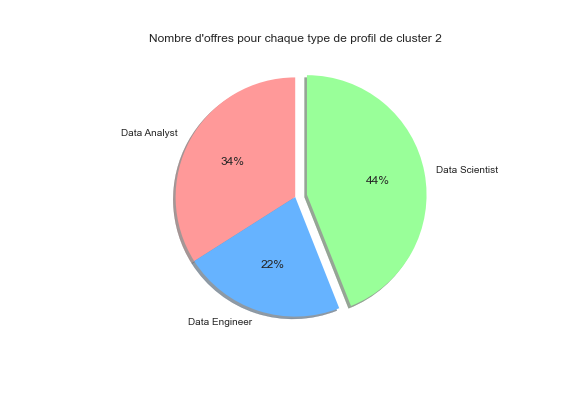 Nombre d'offres pour chaque type de profil de cluster 2
Data Analyst
34%
Data Scientist
44%
22%
Data Engineer